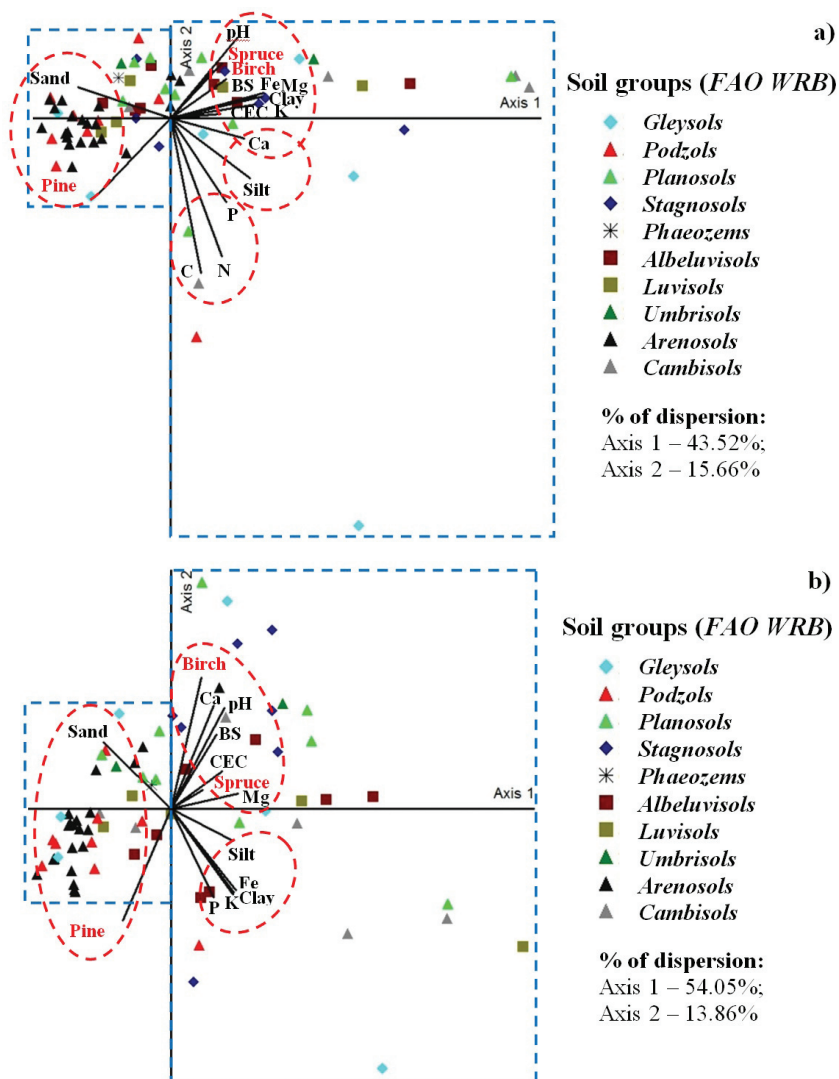 a)
Axis 2
pH
Spruce
Birch
Sand
BS
Fe
Mg
Clay
CEC
K
Axis 1
Ca
Silt
Pine
P
C
N
Soil groups (FAO WRB)
Gleysols
Podzols
Planosols
Stagnosols
Phaeozems
Albeluvisols
Luvisols
Umbrisols
Arenosols
Cambisols
% of dispersion:
Axis 1 – 43.52%;
Axis 2 – 15.66%
b)
Axis 2
Birch
Ca
pH
Sand
BS
CEC
Spruce
Mg
Axis 1
Silt
Fe
K
Clay
P
Pine
Soil groups (FAO WRB)
Gleysols
Podzols
Planosols
Stagnosols
Phaeozems
Albeluvisols
Luvisols
Umbrisols
Arenosols
Cambisols
% of dispersion:
Axis 1 – 54.05%;
Axis 2 – 13.86%